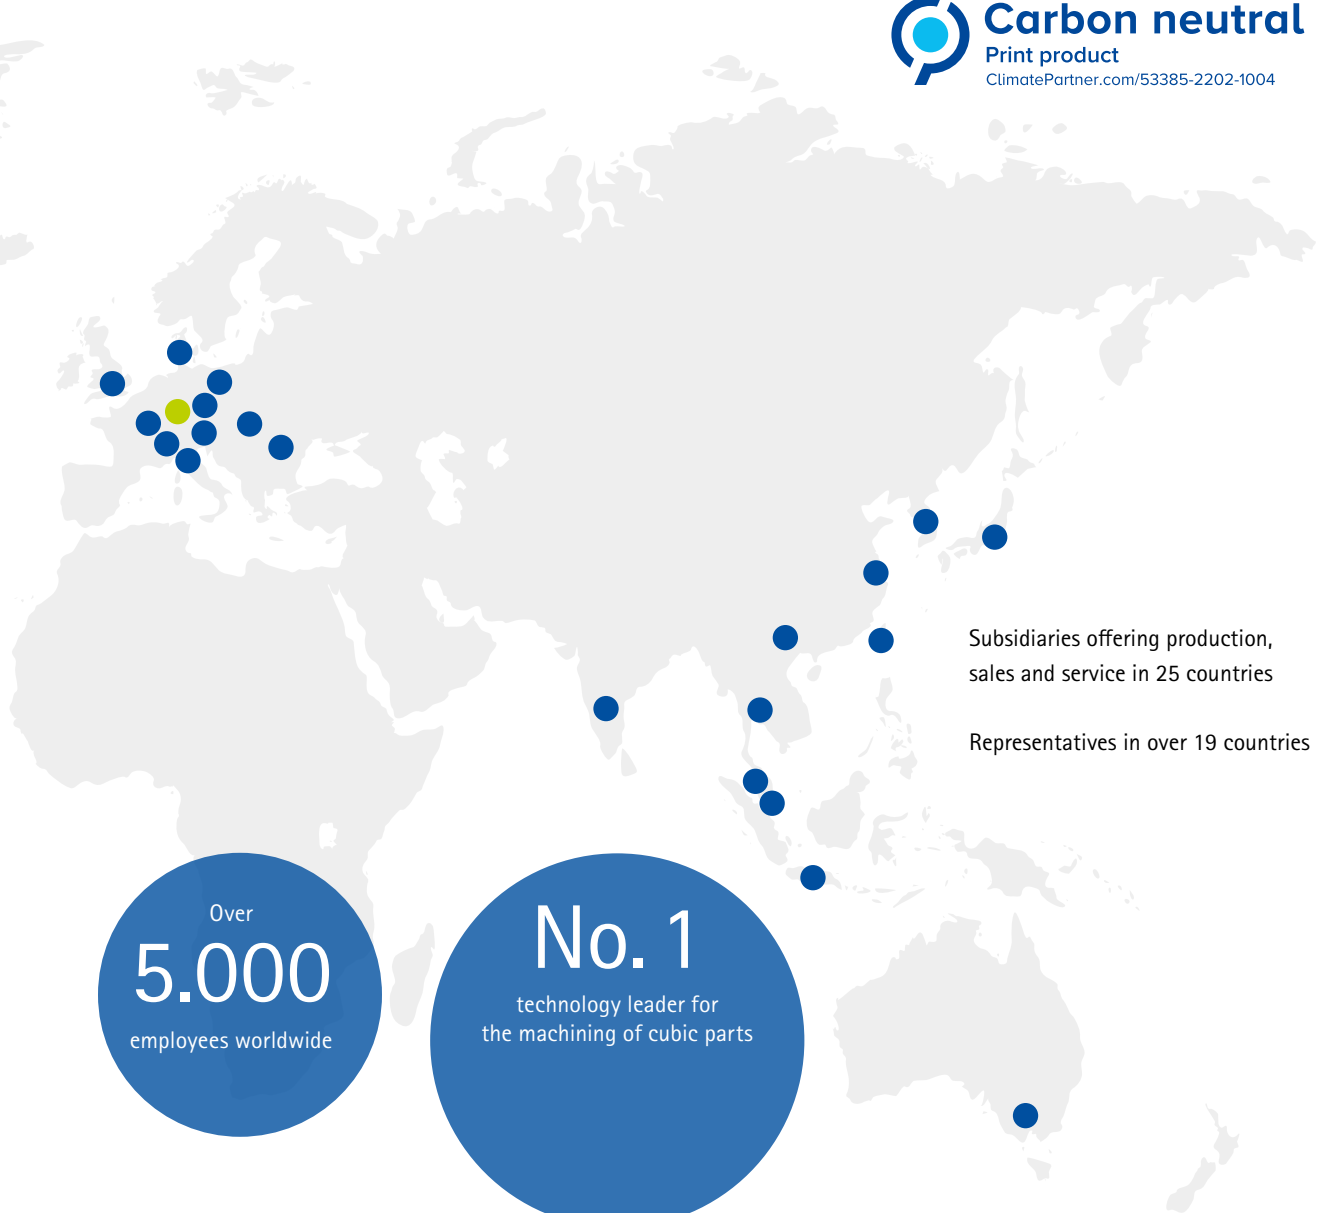 Carbon neutral
Print product
ClimatePartner.com/53385-2202-1004
Subsidiaries offering production,
sales and service in 25 countries
Representatives in over 19 countries
Over
5.000
employees worldwide
No. 1
technology leader for
the machining of cubic parts